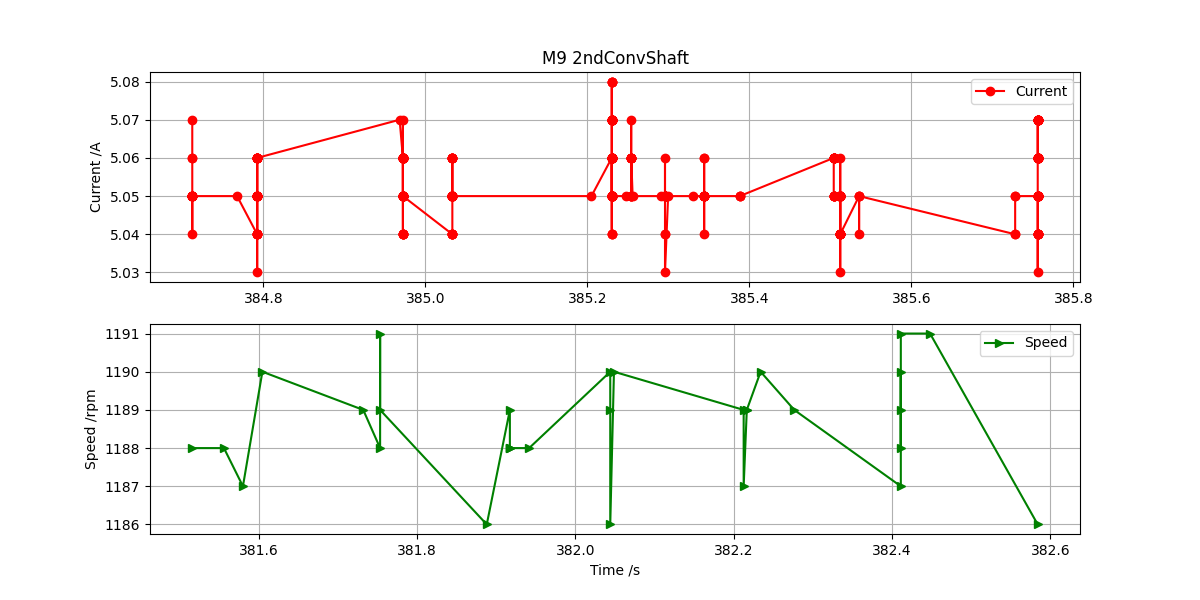 M9 2ndConvShaft
5.08
5.07
5.06
5.05
5.04
5.03
Current /A
Current
384.8 385.0 385.2 385.4 385.6 385.8
1191
1190
1189
1188
1187
1186
Speed /rpm
Speed
381.6 381.8 382.0 382.2 382.4 382.6
Time /s